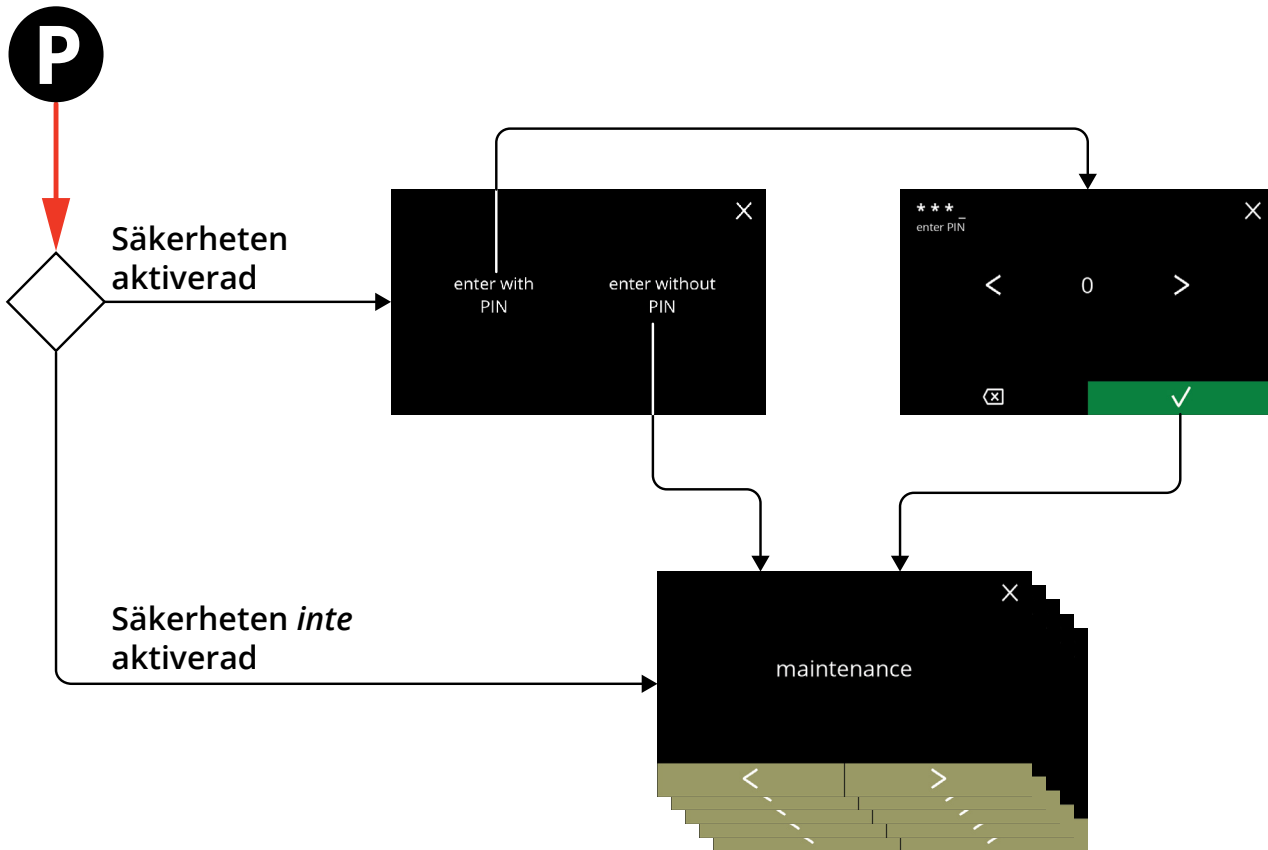 P
Säkerheten
aktiverad
enter with
PIN
enter without
PIN
* * * _
enter PIN
< 0 >
Säkerheten inte
aktiverad
maintenance
< >